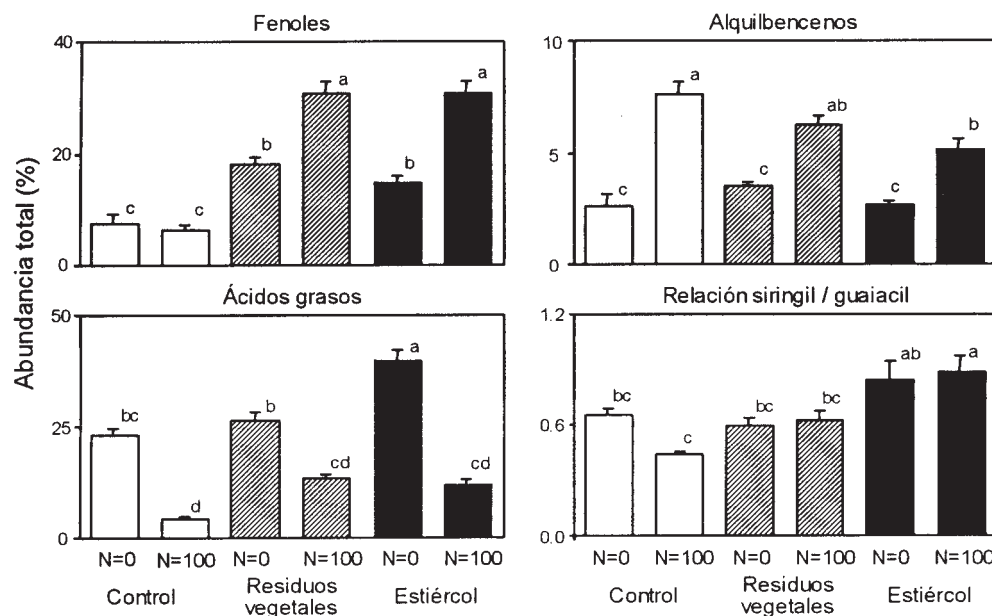 Fenoles
Alquilbencenos
40
20
0
c
c
b
a
b
a
10
5
0
c
a
c
ab
c
b
Abundancia total (%)
Ácidos grasos
Relación siringil / guaiacil
50
25
0
bc
d
b
cd
a
cd
1.2
0.6
0.0
bc
c
bc
bc
ab
a
N=0 N=100 N=0 N=100 N=0 N=100
Control Residuos vegetales Estiércol
N=0 N=100 N=0 N=100 N=0 N=100
Control Residuos vegetales Estiércol